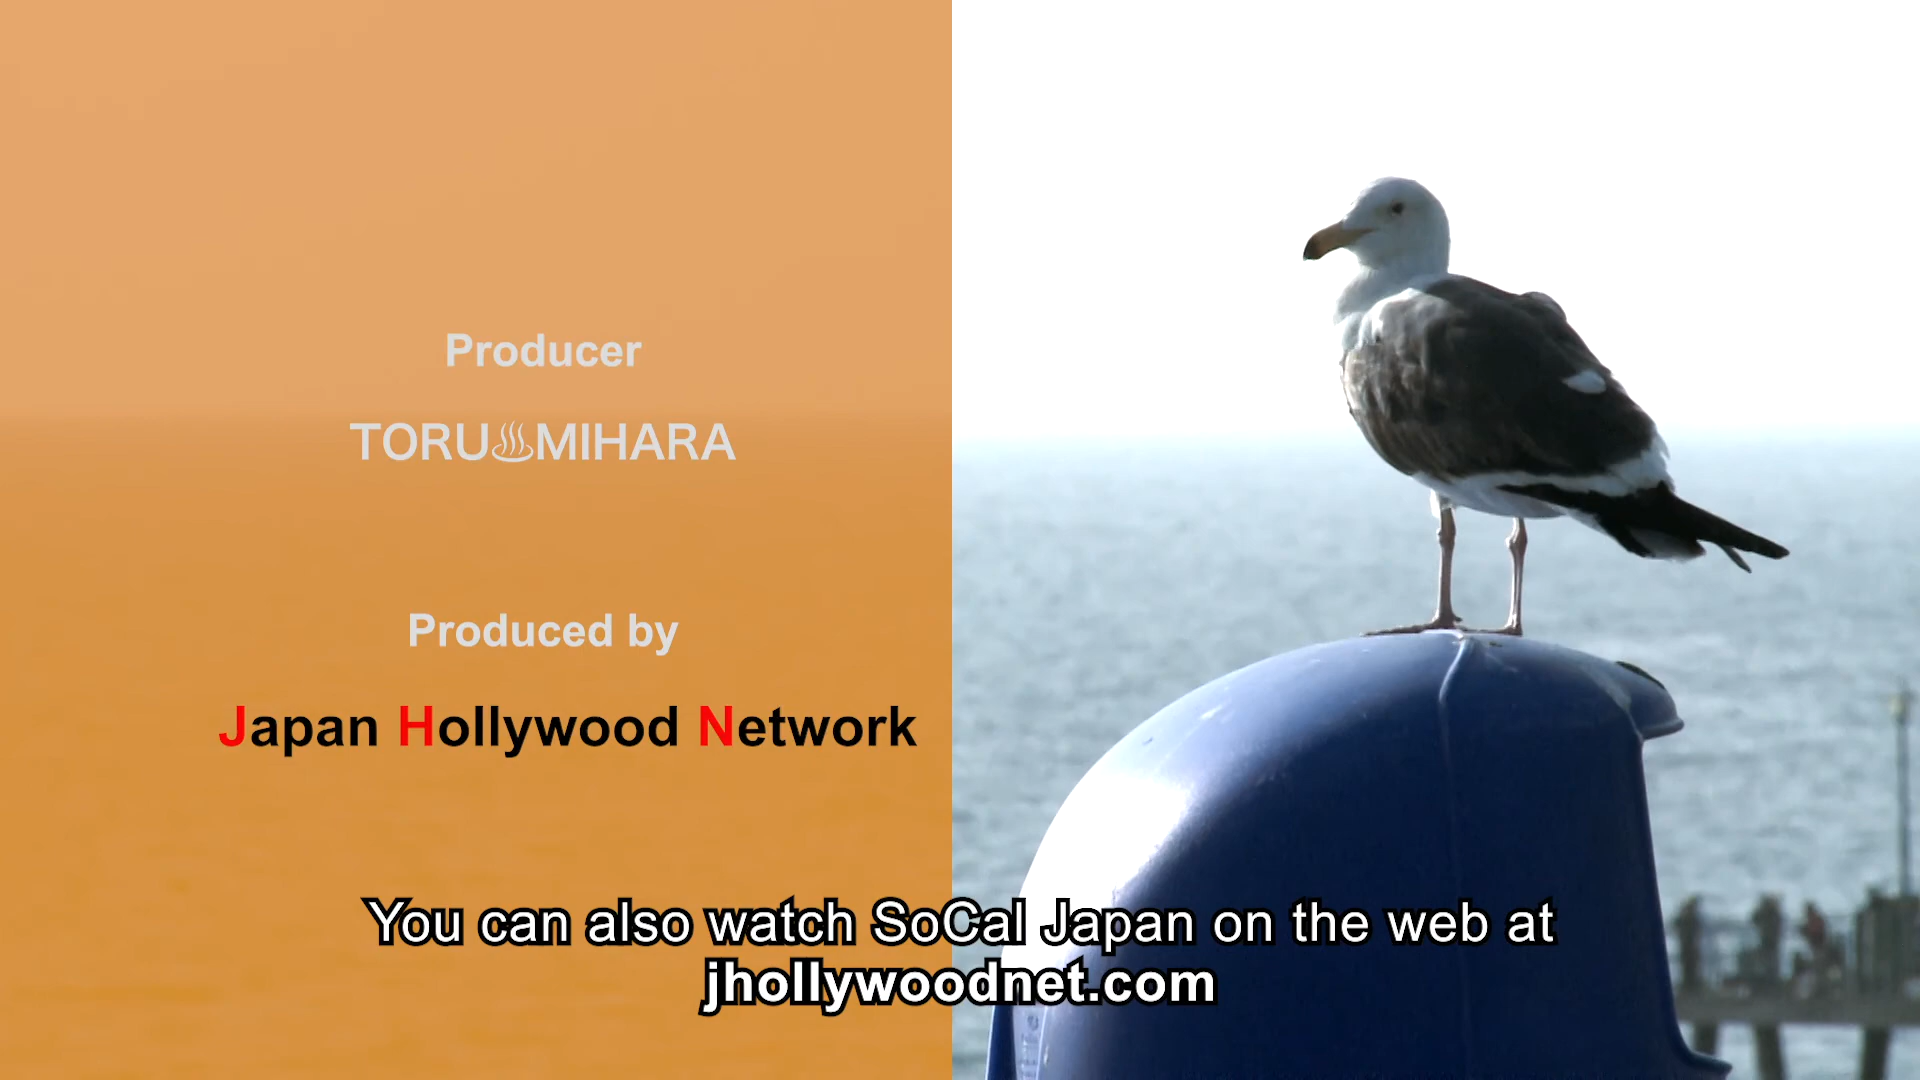 Producer
TORU♨MIHARA
Produced by
Japan Hollywood Network
You can also watch SoCal Japan on the web at
jhollywoodnet.com